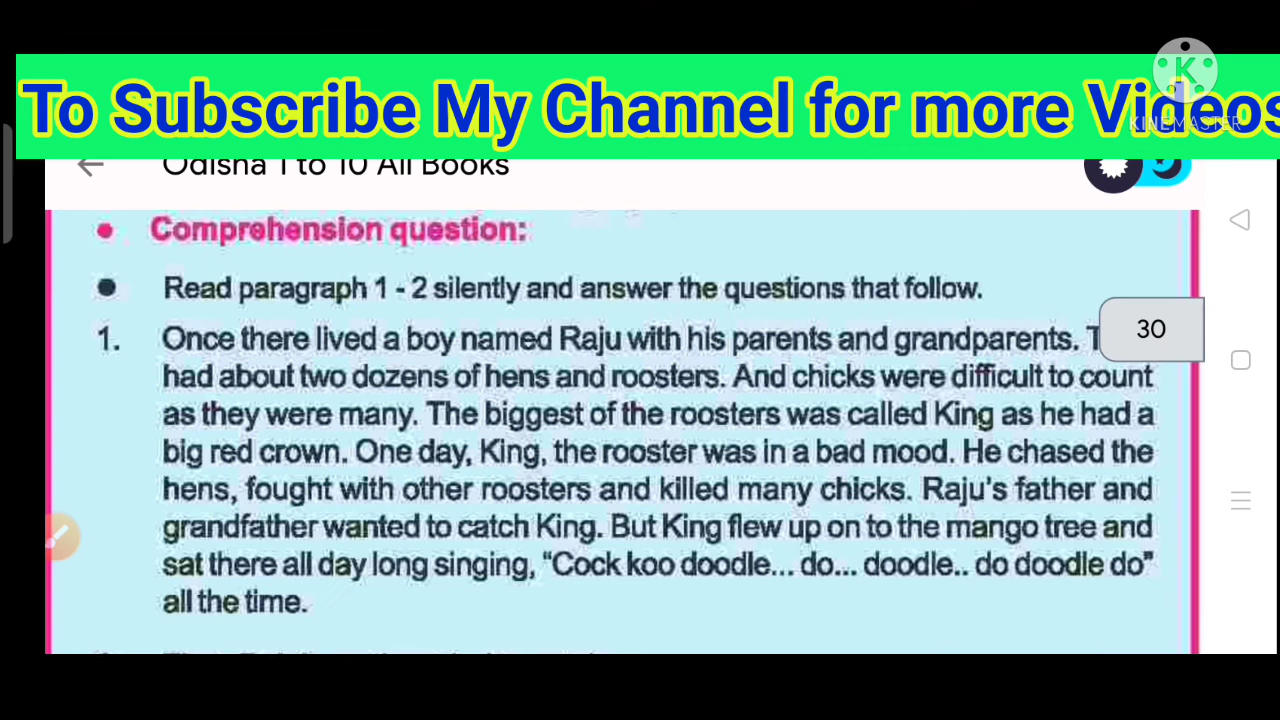 To Subscribe My Channel for more Videos
KINEMASTER
Odisha 1 to 10 All Books
• Comprehension question:
• Read paragraph 1 - 2 silently and answer the questions that follow.
30
1. Once there lived a boy named Raju with his parents and grandparents.
had about two dozens of hens and roosters. And chicks were difficult to count
as they were many. The biggest of the roosters was called King as he had a
big red crown. One day, King, the rooster was in a bad mood. He chased the
hens, fought with other roosters and killed many chicks. Raju's father and
grandfather wanted to catch King. But King flew up on to the mango tree and
sat there all day long singing, “Cock koo doodle... do... doodle.. do doodle do”
all the time.